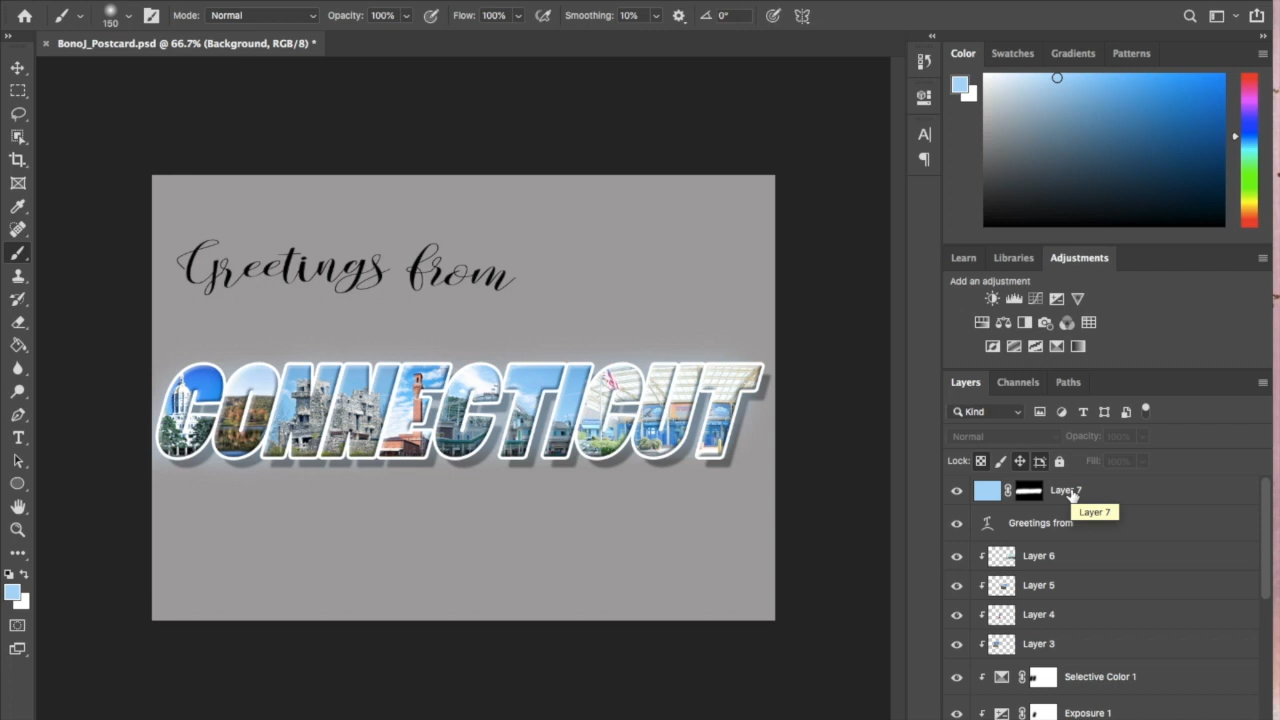 150
Mode: Normal
Opacity: 100%
Flow: 100%
Smoothing: 10%
0°
BonoJ_Postcard.psd @ 66.7% (Background, RGB/8) *
Color
Swatches
Gradients
Patterns
Greetings from
CONNECTICUT
Learn
Libraries
Adjustments
Add an adjustment
Layers
Channels
Paths
Kind
Normal
Opacity: 100%
Lock:
Fill: 100%
Layer 7
Layer 7
Greetings from
Layer 6
Layer 5
Layer 4
Layer 3
Selective Color 1
Exposure 1